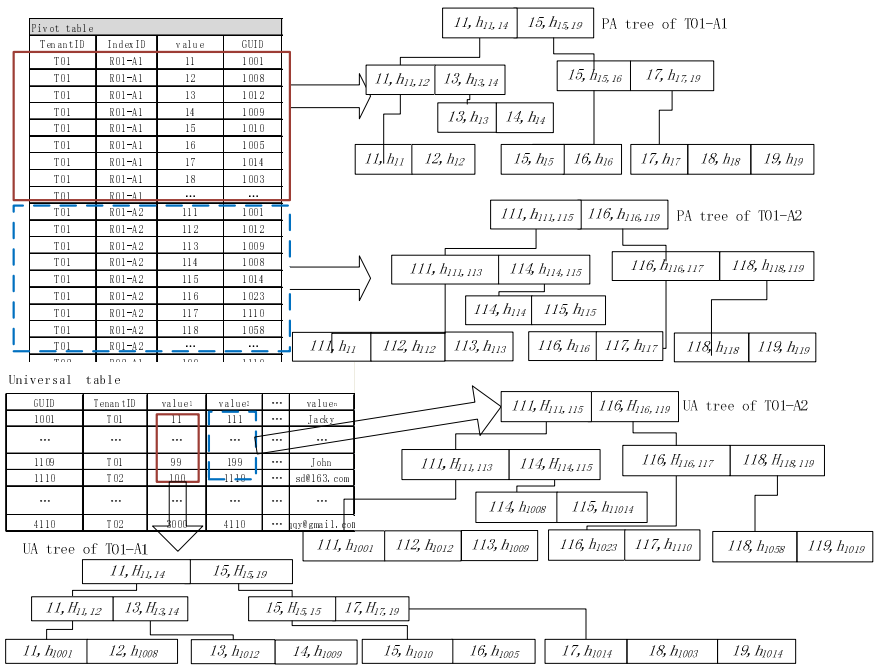 Pivot table
TenantID IndexID value GUID
T01 R01-A1 11 1001
T01 R01-A1 12 1008
T01 R01-A1 13 1012
T01 R01-A1 14 1009
T01 R01-A1 15 1010
T01 R01-A1 16 1005
T01 R01-A1 17 1014
T01 R01-A1 18 1003
T01 R01-A1 … …
T01 R01-A2 111 1001
T01 R01-A2 112 1012
T01 R01-A2 113 1009
T01 R01-A2 114 1008
T01 R01-A2 115 1014
T01 R01-A2 116 1023
T01 R01-A2 117 1110
T01 R01-A2 118 1058
T01 R01-A2 … …
11, h11,14 15, h15,19
PA tree of T01-A1
11, h11,12 13, h13,14
15, h15,16 17, h17,19
13, h13 14, h14
11, h11 12, h12
15, h15 16, h16
17, h17 18, h18 19, h19
111, h111,115 116, h116,119
PA tree of T01-A2
111, h111,113 114, h114,115
116, h116,117 118, h118,119
114, h114 115, h115
111, h11 112, h112 113, h113
116, h116 117, h117
118, h118 119, h119
Universal table
GUID TenantID value1 value2 … valuen
1001 T01 11 111 … Jacky
… … … … … …
1109 T01 99 199 … John
1110 T02 100 1110 … sd@163.com
… … … … … …
4110 T02 3000 4110 … qqy@gmail.com
111, H111,115 116, H116,119
UA tree of T01-A2
111, H111,113 114, H114,115
116, H116,117 118, H118,119
114, h1008 115, h11014
111, h1001 112, h1012 113, h1009
116, h1023 117, h1110
118, h1058 119, h1019
UA tree of T01-A1
11, H11,14 15, H15,19
11, H11,12 13, H13,14
15, H15,15 17, H17,19
11, h1001 12, h1008
13, h1012 14, h1009
15, h1010 16, h1005
17, h1014 18, h1003 19, h1014